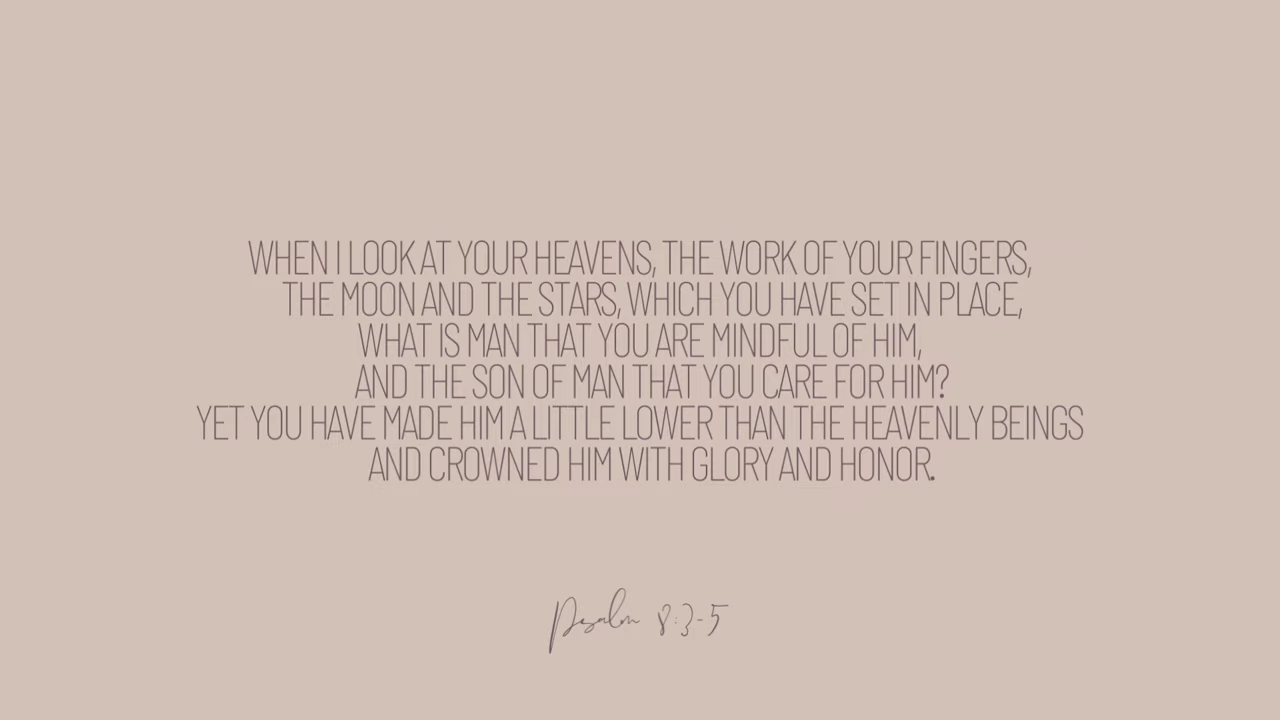 WHEN I LOOK AT YOUR HEAVENS, THE WORK OF YOUR FINGERS,
THE MOON AND THE STARS, WHICH YOU HAVE SET IN PLACE,
WHAT IS MAN THAT YOU ARE MINDFUL OF HIM,
AND THE SON OF MAN THAT YOU CARE FOR HIM?
YET YOU HAVE MADE HIM A LITTLE LOWER THAN THE HEAVENLY BEINGS
AND CROWNED HIM WITH GLORY AND HONOR.
Psalm 8:3-5